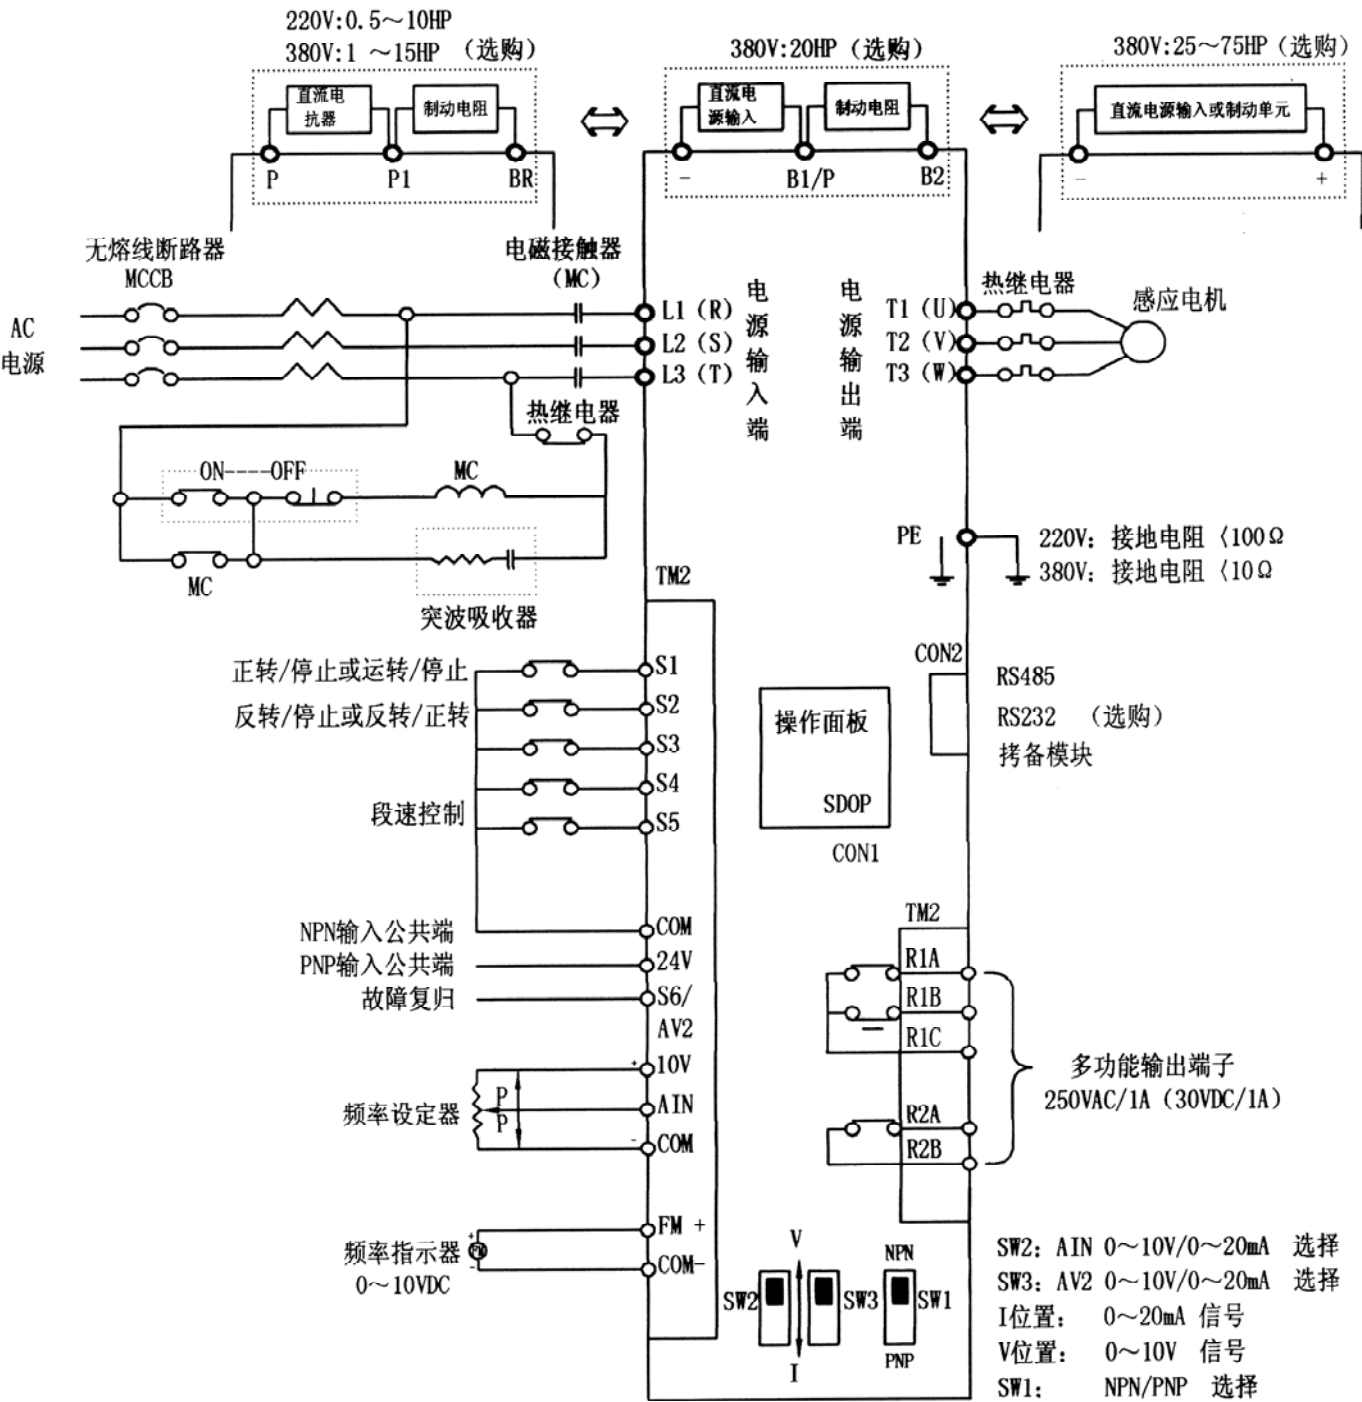 220V:0.5～10HP
380V:1 ～15HP （选购）
380V:20HP（选购）
380V:25～75HP（选购）
直流电
抗器
制动电阻
直流电
源输入
制动电阻
直流电源输入或制动单元
P
P1
BR
-
B1/P
B2
-
+
无熔线断路器
MCCB
电磁接触器
(MC)
AC
电源
L1 (R)
L2 (S)
L3 (T)
电源输入端
电源输出端
T1 (U)
T2 (V)
T3 (W)
热继电器
感应电机
热继电器
ON----OFF
MC
MC
突波吸收器
PE
220V: 接地电阻〈100Ω
380V: 接地电阻〈10Ω
TM2
正转/停止或运转/停止
S1
反转/停止或反转/正转
S2
S3
S4
段速控制
S5
操作面板
SDOP
CON1
CON2
RS485
RS232 （选购）
拷备模块
NPN输入公共端
COM
PNP输入公共端
24V
故障复归
S6/
AV2
+
10V
P
频率设定器
AIN
P
-
COM
TM2
R1A
R1B
R1C
R2A
R2B
多功能输出端子
250VAC/1A（30VDC/1A）
+
FM +
频率指示器
FM
0～10VDC
-
COM-
V
I
SW2
SW3
NPN
SW1
PNP
SW2: AIN 0～10V/0～20mA 选择
SW3: AV2 0～10V/0～20mA 选择
I位置: 0～20mA 信号
V位置: 0～10V 信号
SW1: NPN/PNP 选择